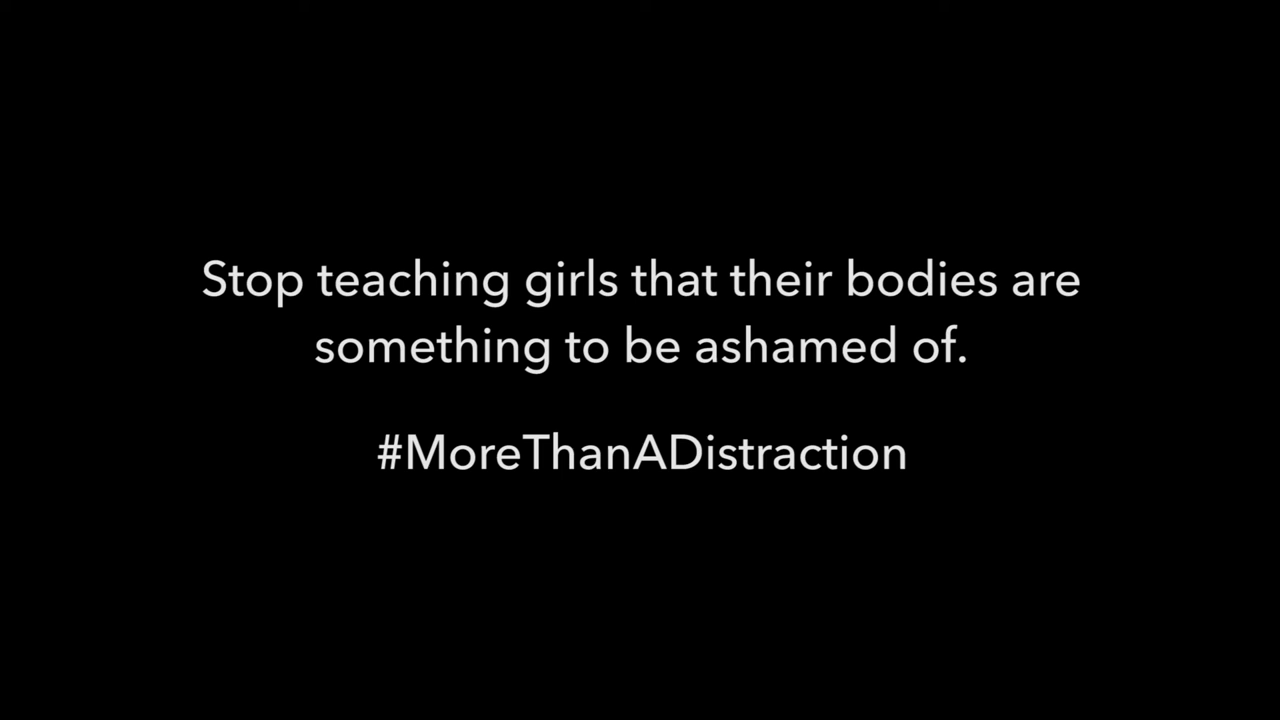 Stop teaching girls that their bodies are
something to be ashamed of.
#MoreThanADistraction